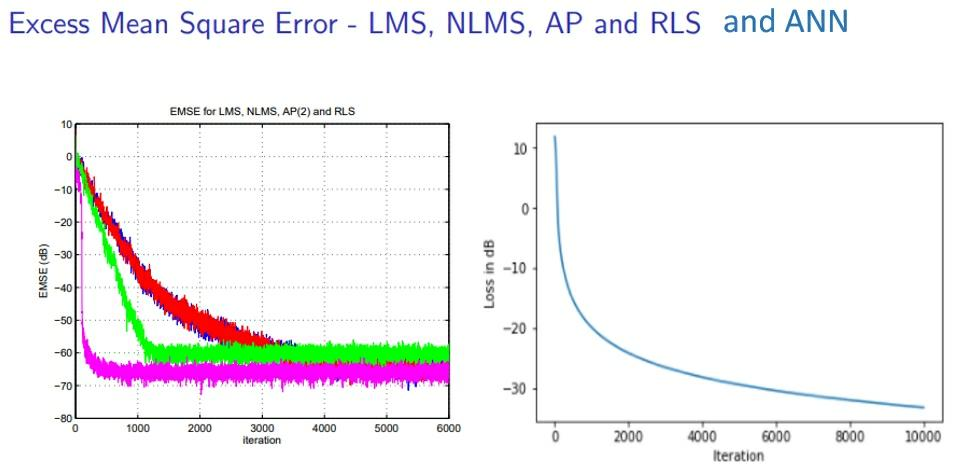 Excess Mean Square Error - LMS, NLMS, AP and RLS and ANN
EMSE for LMS, NLMS, AP(2) and RLS
EMSE (dB)
10
0
−10
−20
−30
−40
−50
−60
−70
−80
0 1000 2000 3000 4000 5000 6000
iteration
Loss in dB
10
0
−10
−20
−30
0 2000 4000 6000 8000 10000
Iteration